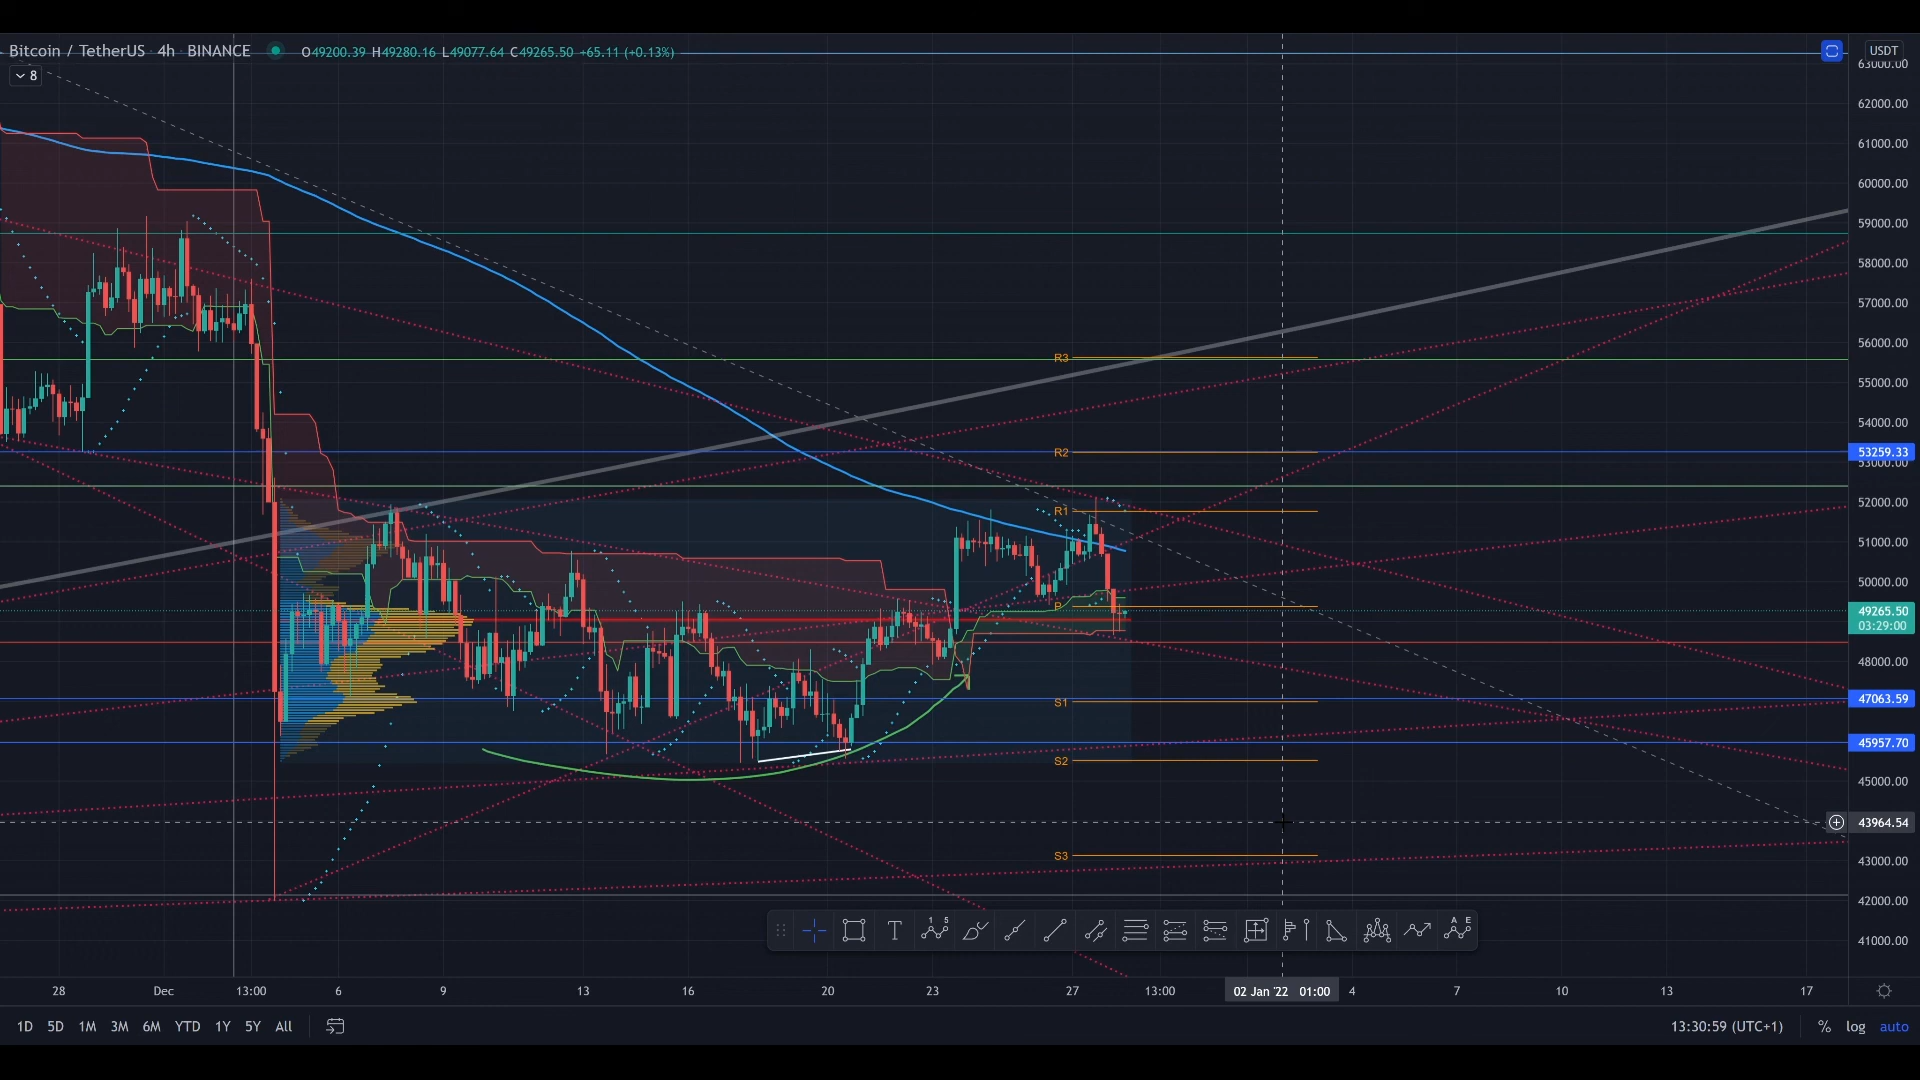 Bitcoin / TetherUS 4h BINANCE O49200.39 H49280.16 L49077.64 C49265.50 +65.11 (+0.13%)
USDT
8
63000.00
62000.00
61000.00
60000.00
59000.00
58000.00
57000.00
56000.00
55000.00
54000.00
53259.33
53000.00
52000.00
51000.00
50000.00
49265.50
03:29:00
48000.00
47063.59
45957.70
45000.00
43964.54
43000.00
42000.00
41000.00
R3
R2
R1
P
S1
S2
S3
T
1 5
A E
28 Dec 13:00 6 9 13 16 20 23 27 13:00 02 Jan '22 01:00 4 7 10 13 17
1D 5D 1M 3M 6M YTD 1Y 5Y All
13:30:59 (UTC+1) % log auto